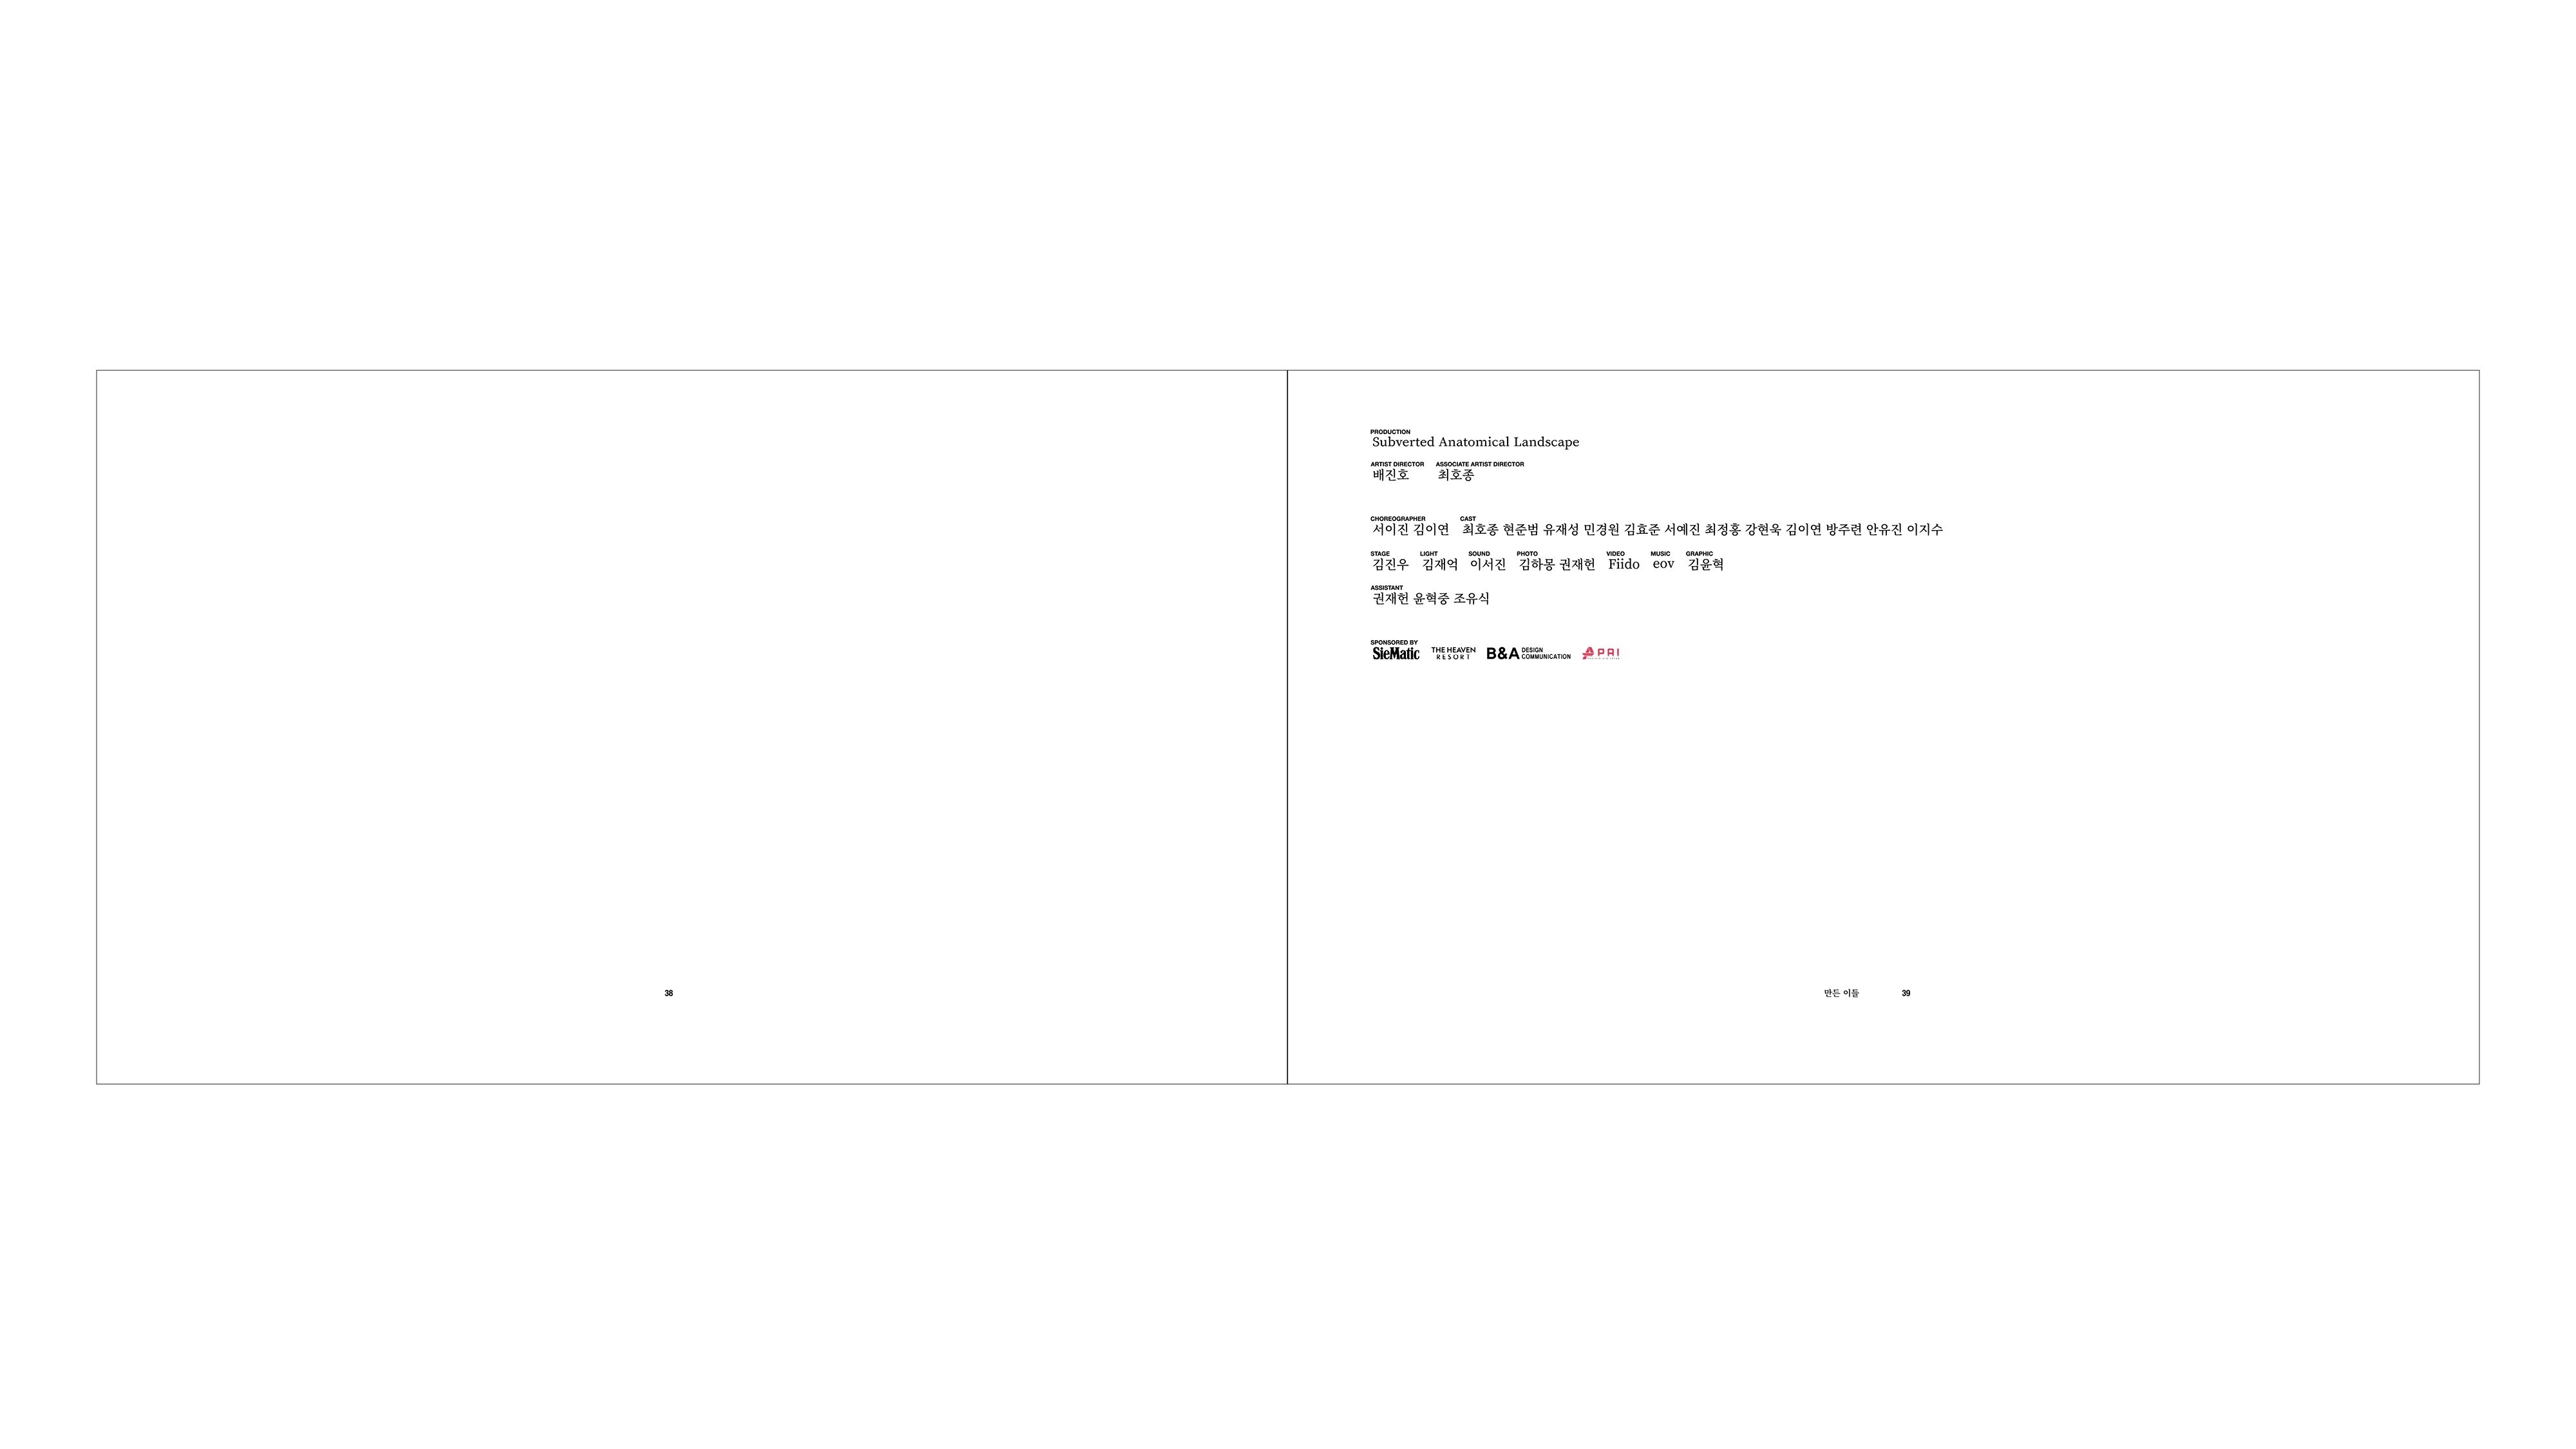 PRODUCTION
Subverted Anatomical Landscape
ARTIST DIRECTOR ASSOCIATE ARTIST DIRECTOR
배진호 최호종
CHOREOGRAPHER CAST
서이진 김이연 최호종 현준범 유재성 민경원 김효준 서예진 최정홍 강현욱 김이연 방주련 안유진 이지수
STAGE LIGHT SOUND PHOTO VIDEO MUSIC GRAPHIC
김진우 김재억 이서진 김하몽 권재헌 Fiido eov 김윤혁
ASSISTANT
권재헌 윤혁중 조유식
SPONSORED BY
SieMatic THE HEAVEN RESORT B&A DESIGN COMMUNICATION APAI
38
만든 이들 39